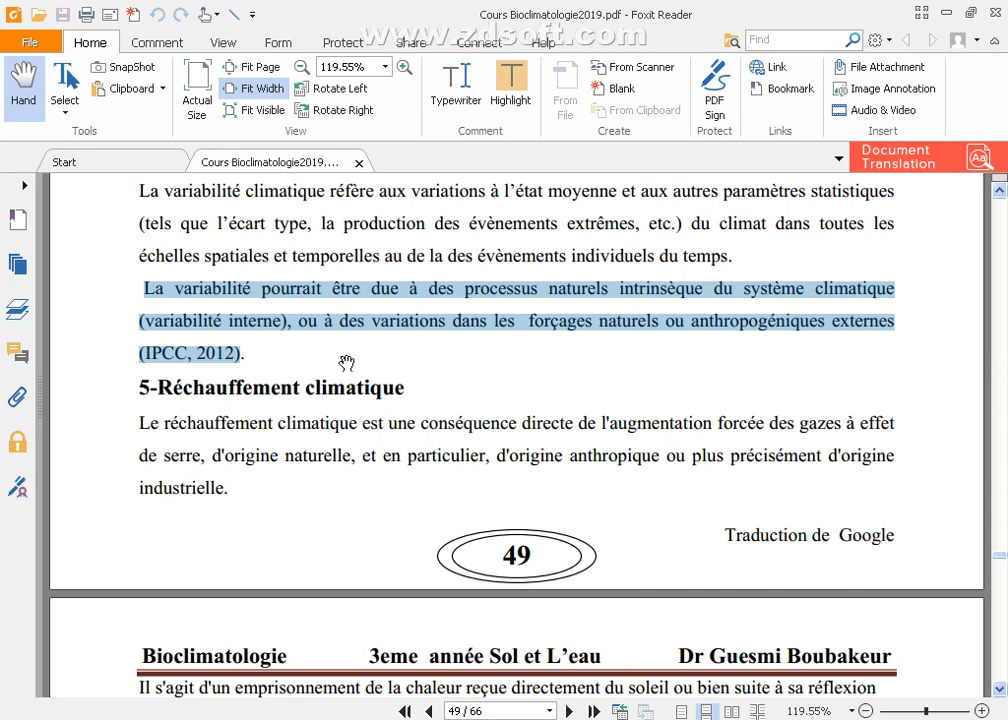 Cours Bioclimatologie2019.pdf - Foxit Reader
www.zdsoft.com
File Home Comment View Form Protect Share Connect Help Find
Hand Select SnapShot Clipboard Actual Size Fit Page Fit Width Fit Visible 119.55% Rotate Left Rotate Right Typewriter Highlight From File From Scanner Blank From Clipboard PDF Sign Link Bookmark File Attachment Image Annotation Audio & Video
Tools View Comment Create Protect Links Insert
Start Cours Bioclimatologie2019.... Document Translation
La variabilité climatique réfère aux variations à l'état moyenne et aux autres paramètres statistiques
(tels que l'écart type, la production des évènements extrêmes, etc.) du climat dans toutes les
échelles spatiales et temporelles au de la des évènements individuels du temps.
La variabilité pourrait être due à des processus naturels intrinsèque du système climatique
(variabilité interne), ou à des variations dans les forçages naturels ou anthropogéniques externes
(IPCC, 2012).
5-Réchauffement climatique
Le réchauffement climatique est une conséquence directe de l'augmentation forcée des gazes à effet
de serre, d'origine naturelle, et en particulier, d'origine anthropique ou plus précisément d'origine
industrielle.
Traduction de Google
49
Bioclimatologie 3eme année Sol et L'eau Dr Guesmi Boubakeur
Il s'agit d'un emprisonnement de la chaleur reçue directement du soleil ou bien suite à sa réflexion
49 / 66 119.55%